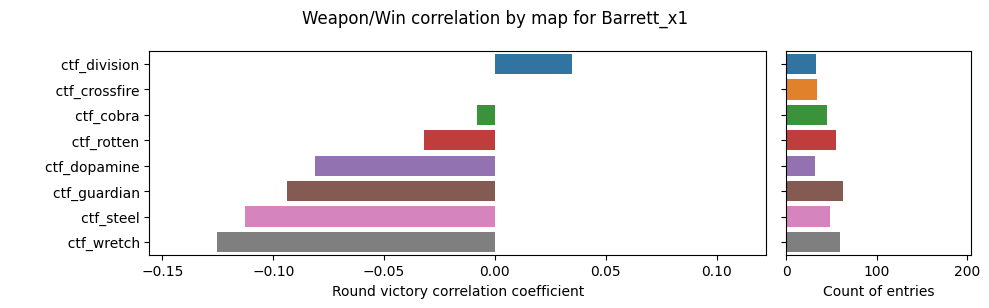 Weapon/Win correlation by map for Barrett_x1
ctf_division
ctf_crossfire
ctf_cobra
ctf_rotten
ctf_dopamine
ctf_guardian
ctf_steel
ctf_wretch
−0.15 −0.10 −0.05 0.00 0.05 0.10
Round victory correlation coefficient
0 100 200
Count of entries